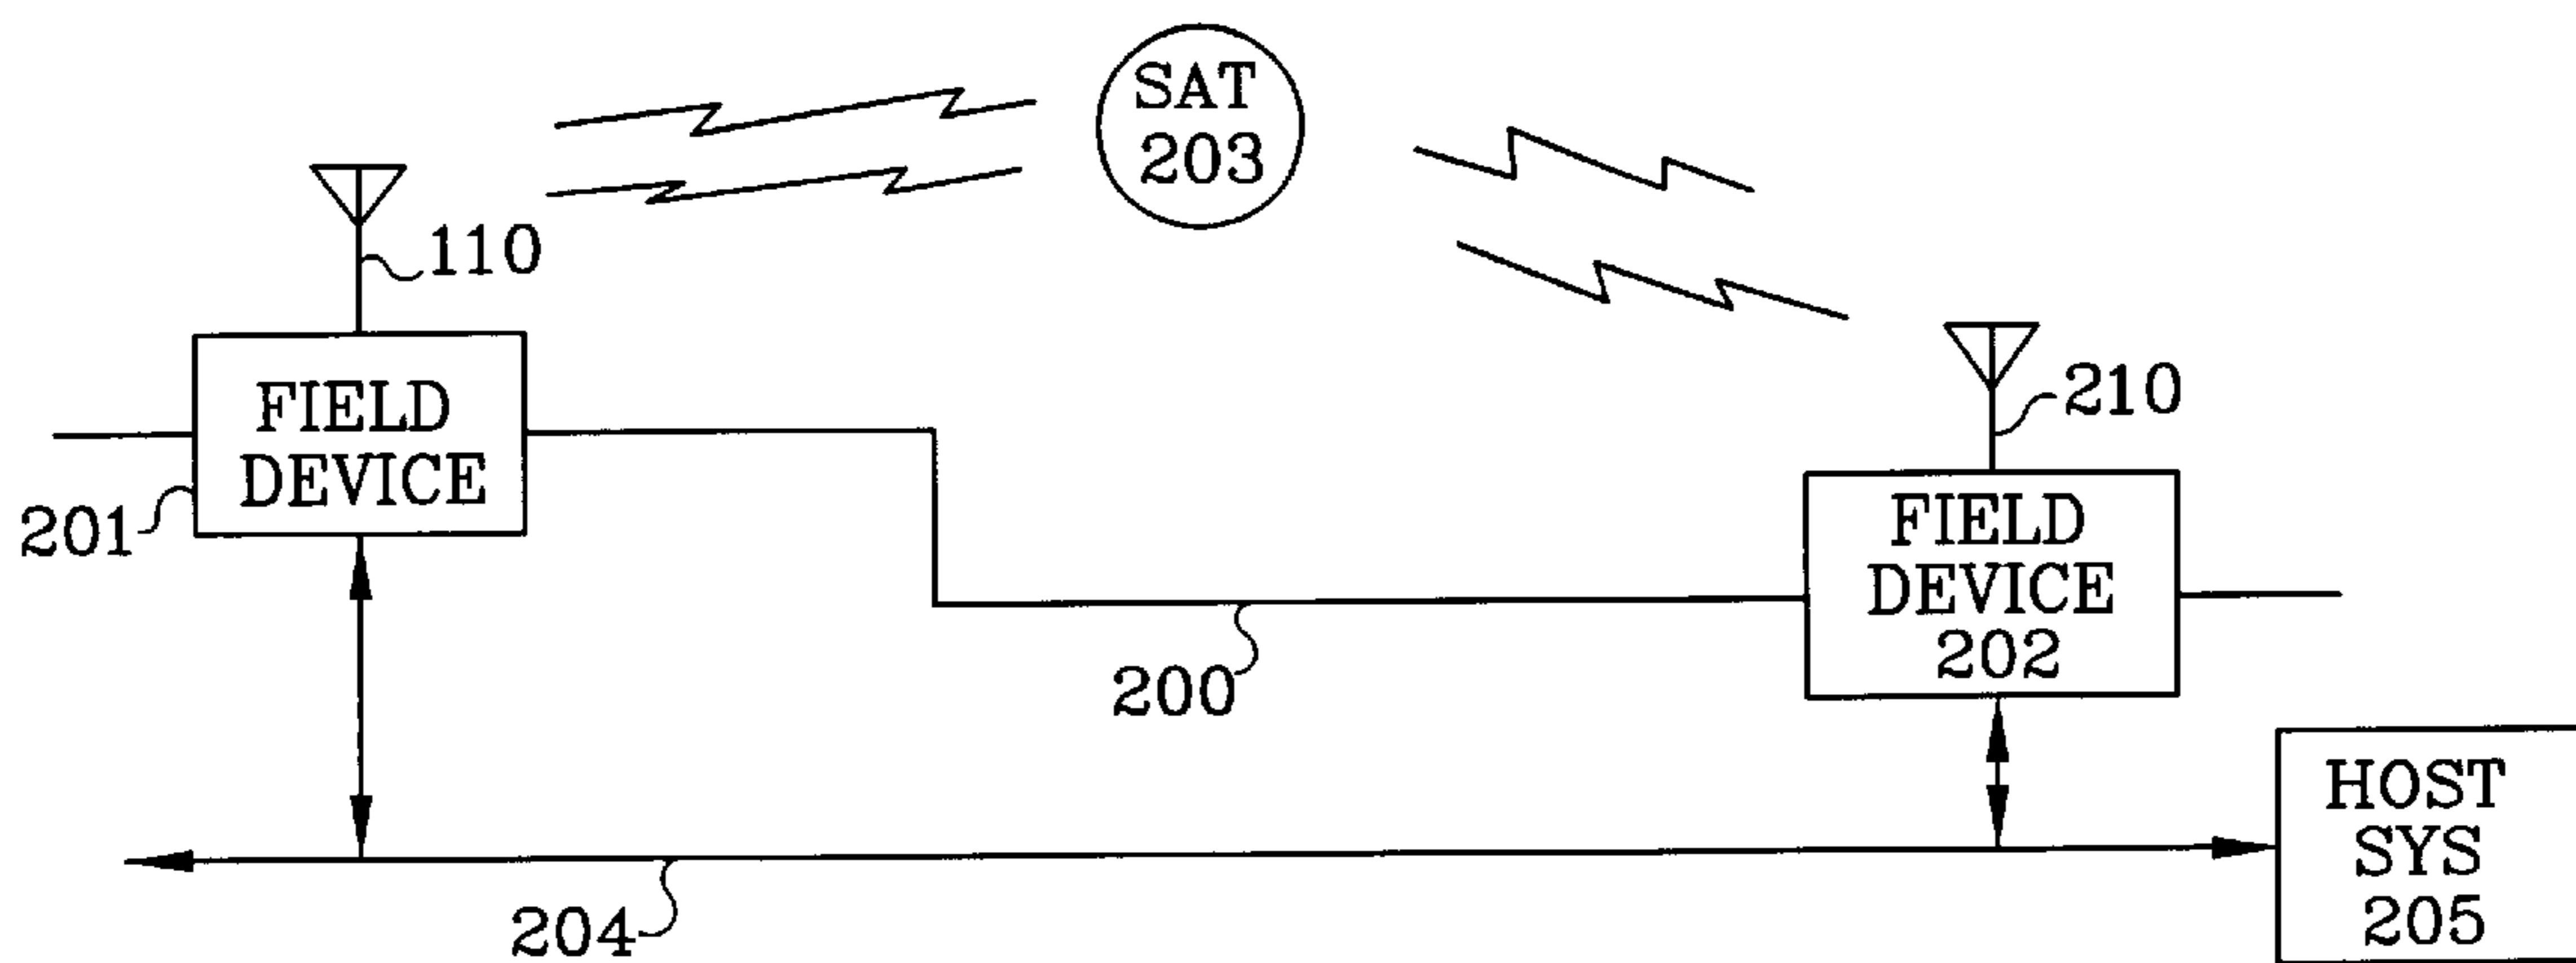 SAT
203
110
FIELD
DEVICE
201
210
FIELD
DEVICE
202
200
HOST
SYS
205
204